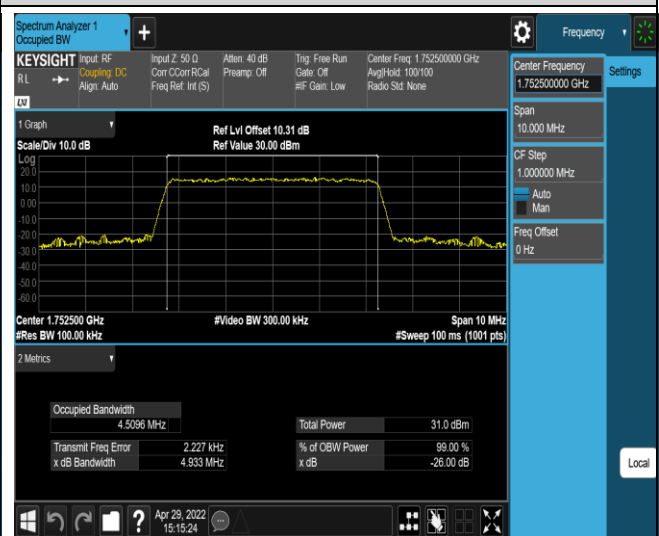 Spectrum Analyzer 1
Occupied BW
+
Frequency
KEYSIGHT
Input: RF
Coupling: DC
Align: Auto
Input Z: 50 Ω
Corr CCorr RCal
Freq Ref: Int (S)
Atten: 40 dB
Preamp: Off
Trig: Free Run
Gate: Off
#IF Gain: Low
Center Freq: 1.752500000 GHz
Avg|Hold: 100/100
Radio Std: None
RL
LXI
1 Graph
Scale/Div 10.0 dB
Ref Lvl Offset 10.31 dB
Ref Value 30.00 dBm
Log
20.0
10.0
0.00
-10.0
-20.0
-30.0
-50.0
-60.0
Center 1.752500 GHz
#Video BW 300.00 kHz
Span 10 MHz
#Res BW 100.00 kHz
#Sweep 100 ms (1001 pts)
2 Metrics
Occupied Bandwidth
4.5096 MHz
Total Power 31.0 dBm
Transmit Freq Error 2.227 kHz
% of OBW Power 99.00 %
x dB Bandwidth 4.933 MHz
x dB -26.00 dB
Center Frequency
1.752500000 GHz
Settings
Span
10.000 MHz
CF Step
1.000000 MHz
Auto
Man
Freq Offset
0 Hz
Local
?
Apr 29, 2022
15:15:24